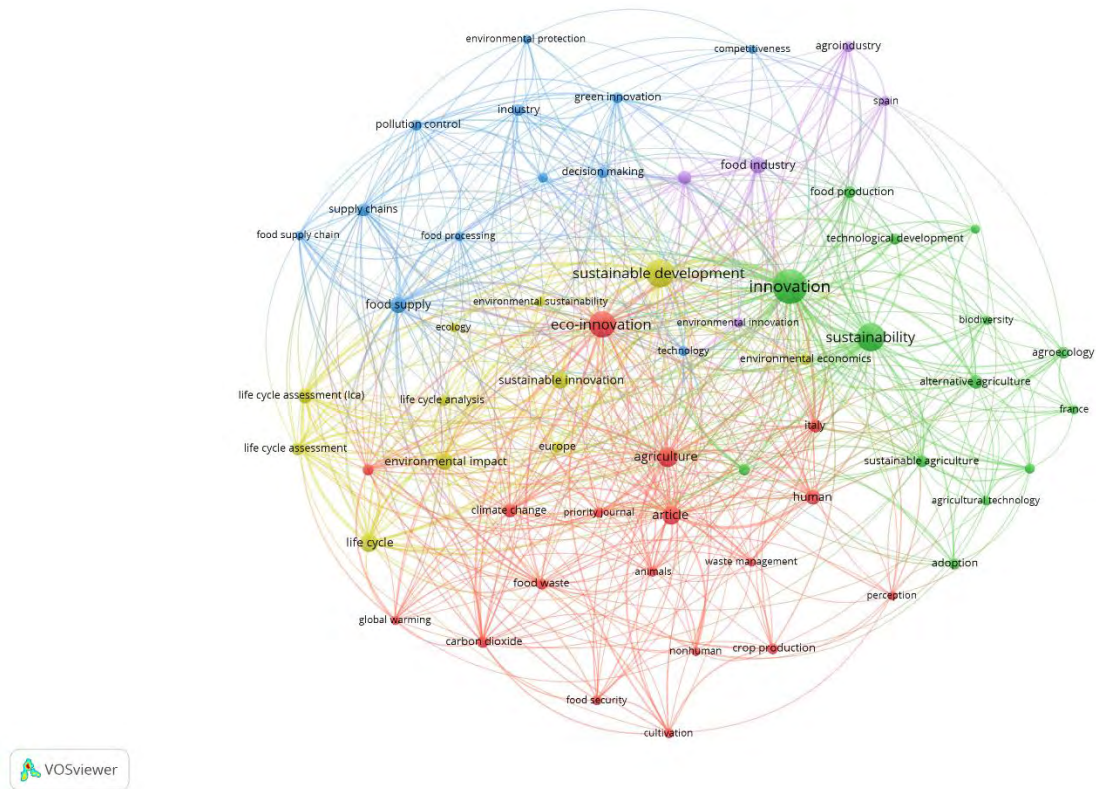 environmental protection
competitiveness
agroindustry
green innovation
spain
industry
pollution control
food industry
decision making
food production
supply chains
food supply chain
food processing
technological development
sustainable development
innovation
environmental sustainability
food supply
biodiversity
eco-innovation
environmental innovation
ecology
sustainability
technology
agroecology
environmental economics
sustainable innovation
alternative agriculture
life cycle assessment (lca)
life cycle analysis
france
italy
life cycle assessment
europe
agriculture
environmental impact
sustainable agriculture
human
agricultural technology
climate change
priority journal
article
life cycle
waste management
adoption
animals
food waste
perception
global warming
carbon dioxide
nonhuman
crop production
food security
cultivation
VOSviewer